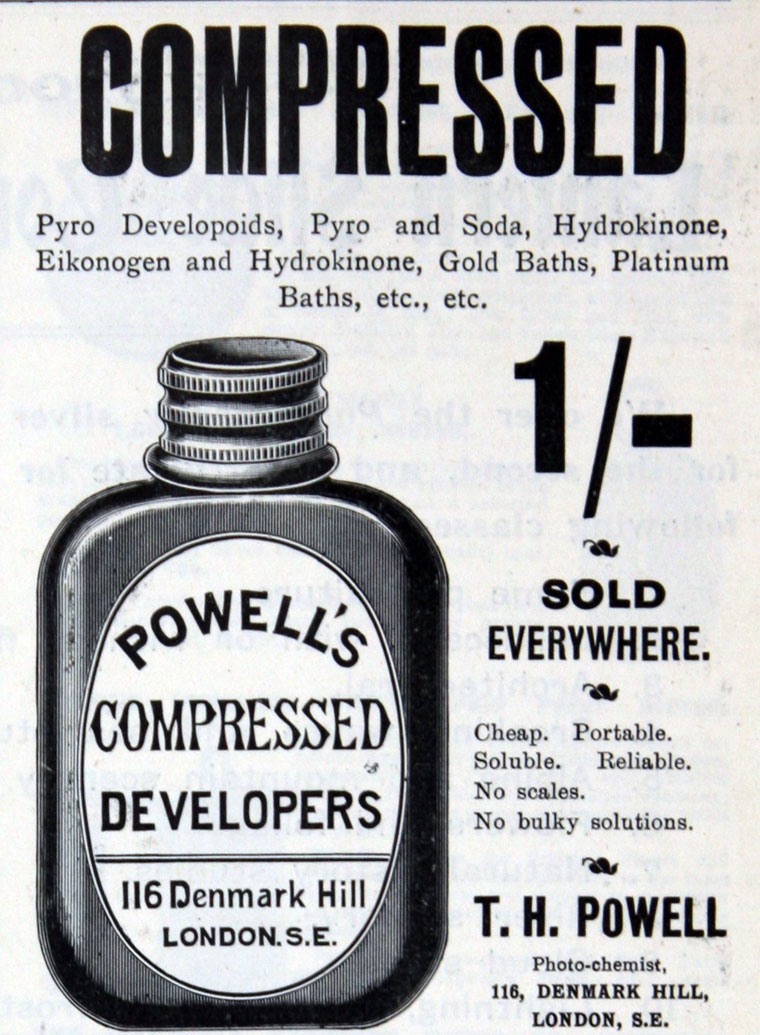 COMPRESSED
Pyro Developoids, Pyro and Soda, Hydrokinone,
Eikonogen and Hydrokinone, Gold Baths, Platinum
Baths, etc., etc.
1/-
SOLD
EVERYWHERE.
Cheap. Portable.
Soluble. Reliable.
No scales.
No bulky solutions.
T. H. POWELL
Photo-chemist,
116, DENMARK HILL,
LONDON, S.E.
POWELL'S
COMPRESSED
DEVELOPERS
116 Denmark Hill
LONDON. S.E.